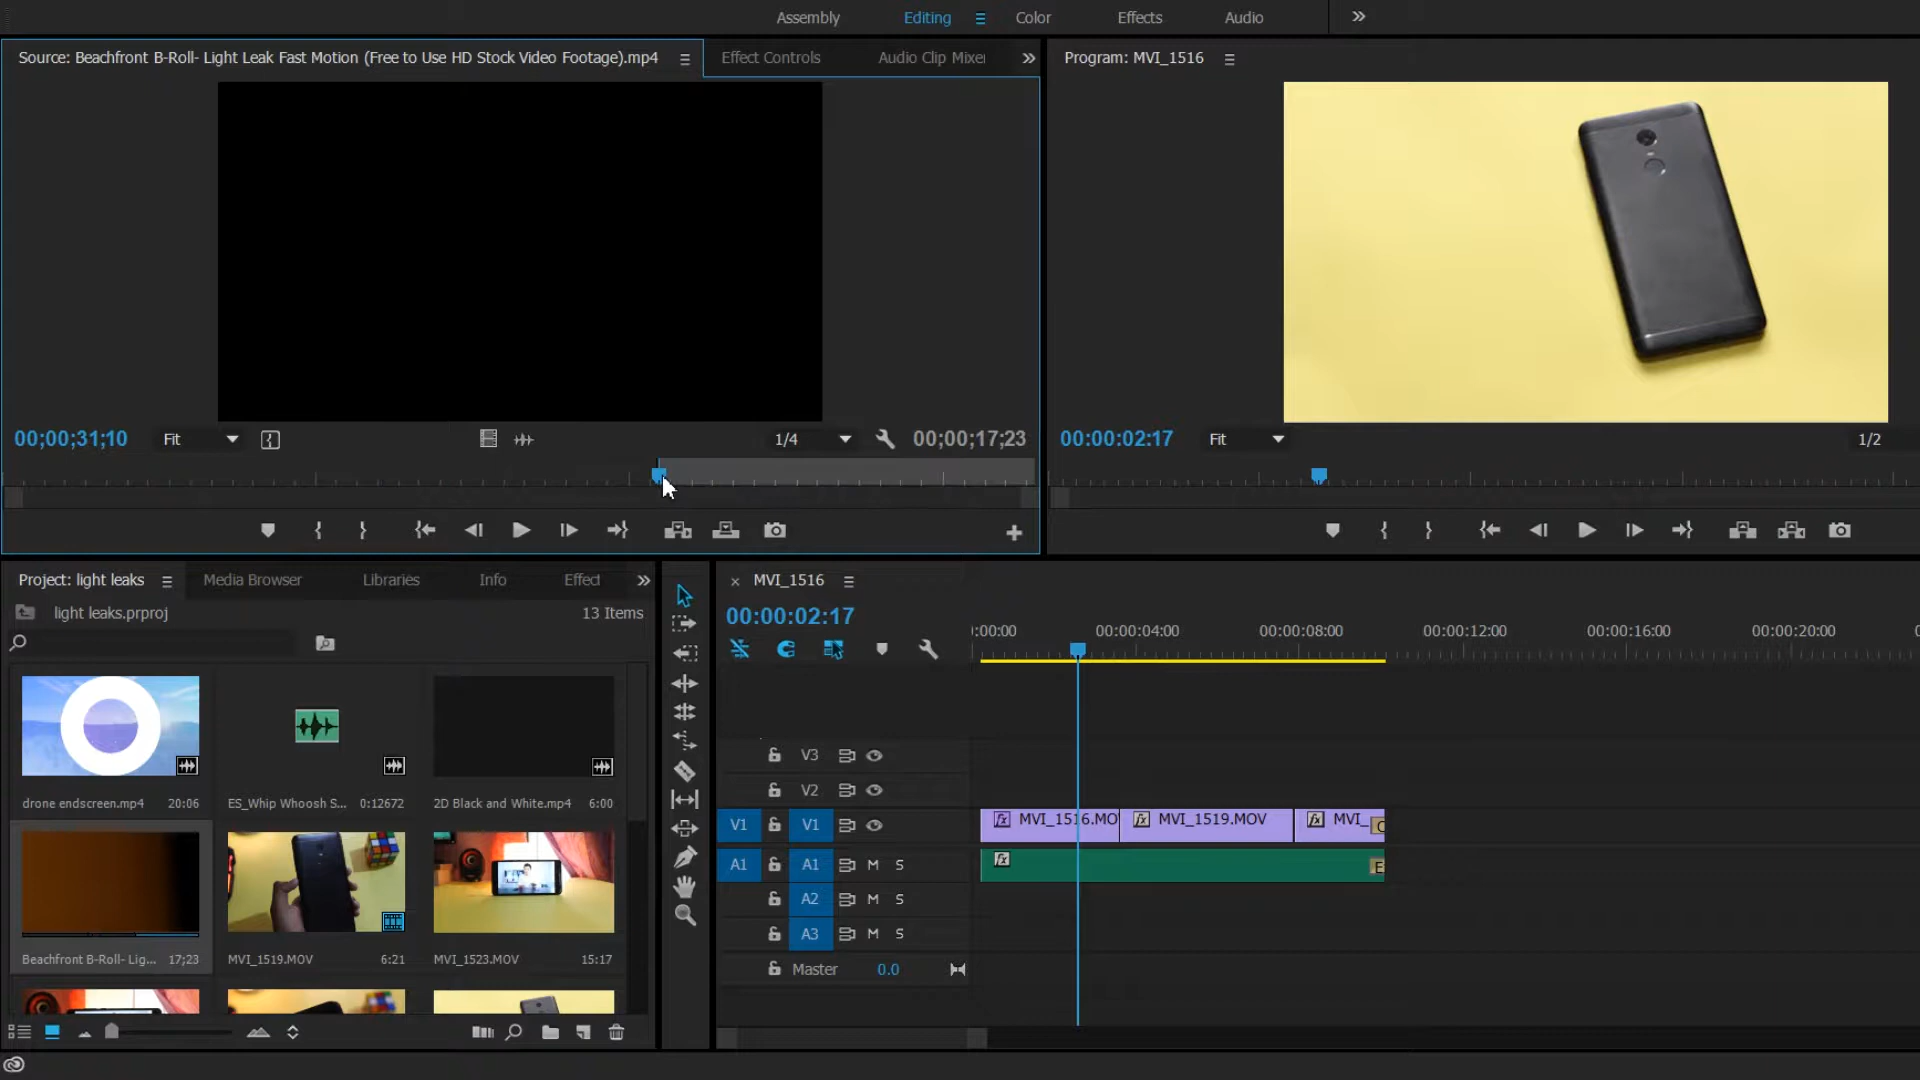 Assembly
Editing
Color
Effects
Audio
Source: Beachfront B-Roll- Light Leak Fast Motion (Free to Use HD Stock Video Footage).mp4
Effect Controls
Audio Clip Mixer
Program: MVI_1516
00;00;31;10
Fit
1/4
00;00;17;23
00:00:02:17
Fit
1/2
Project: light leaks
Media Browser
Libraries
Info
Effect
light leaks.prproj
13 Items
drone endscreen.mp4 20:06
ES_Whip Whoosh S... 0:12672
2D Black and White.mp4 6:00
Beachfront B-Roll- Lig... 17;23
MVI_1519.MOV 6:21
MVI_1523.MOV 15:17
MVI_1516
00:00:02:17
:00:00
00:00:04:00
00:00:08:00
00:00:12:00
00:00:16:00
00:00:20:00
V3
V2
V1 V1
fx MVI_1516.MO
fx MVI_1519.MOV
fx MVI_
A1 A1 M S
fx
A2 M S
A3 M S
Master 0.0